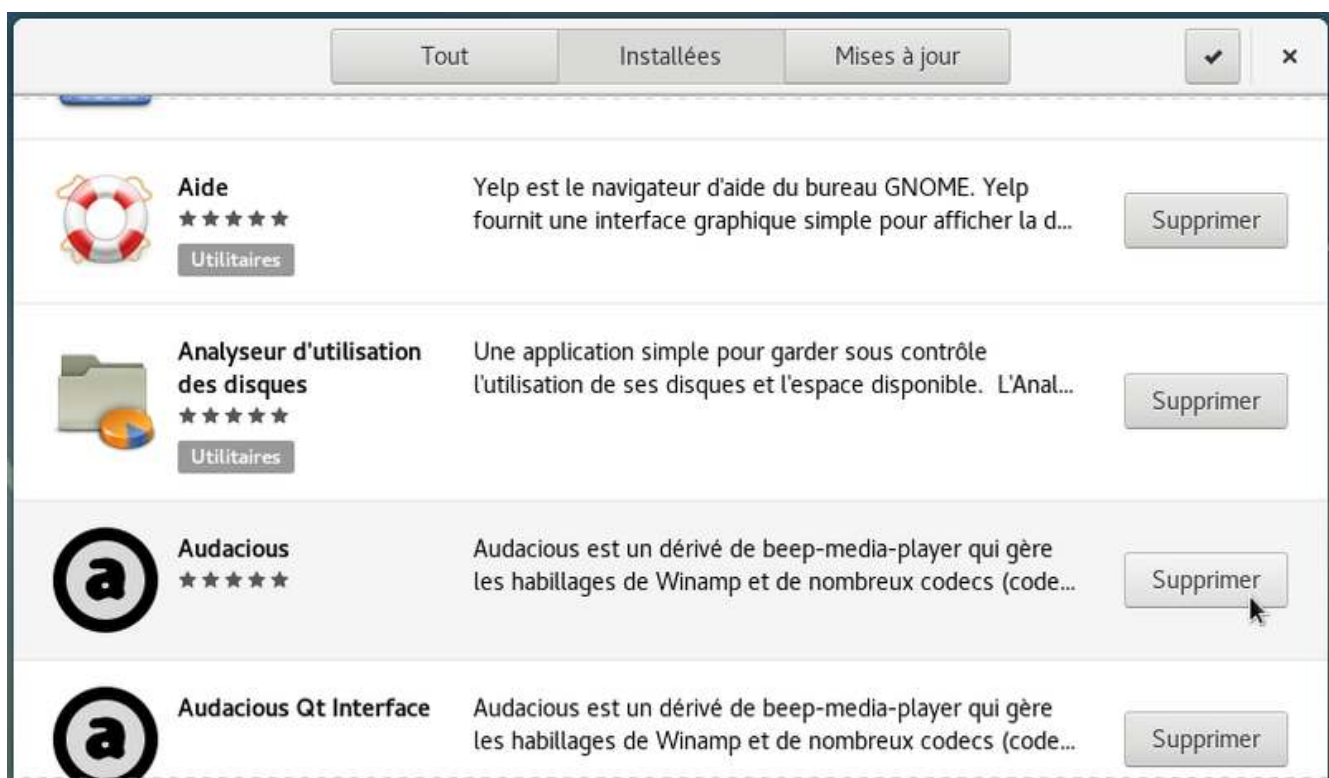 Tout Installées Mises à jour
Aide
Yelp est le navigateur d'aide du bureau GNOME. Yelp
fournit une interface graphique simple pour afficher la d...
Utilitaires
Supprimer
Analyseur d'utilisation
des disques
Une application simple pour garder sous contrôle
l'utilisation de ses disques et l'espace disponible. L'Anal...
Utilitaires
Supprimer
a
Audacious
Audacious est un dérivé de beep-media-player qui gère
les habillages de Winamp et de nombreux codecs (code...
Supprimer
a
Audacious Qt Interface
Audacious est un dérivé de beep-media-player qui gère
les habillages de Winamp et de nombreux codecs (code...
Supprimer